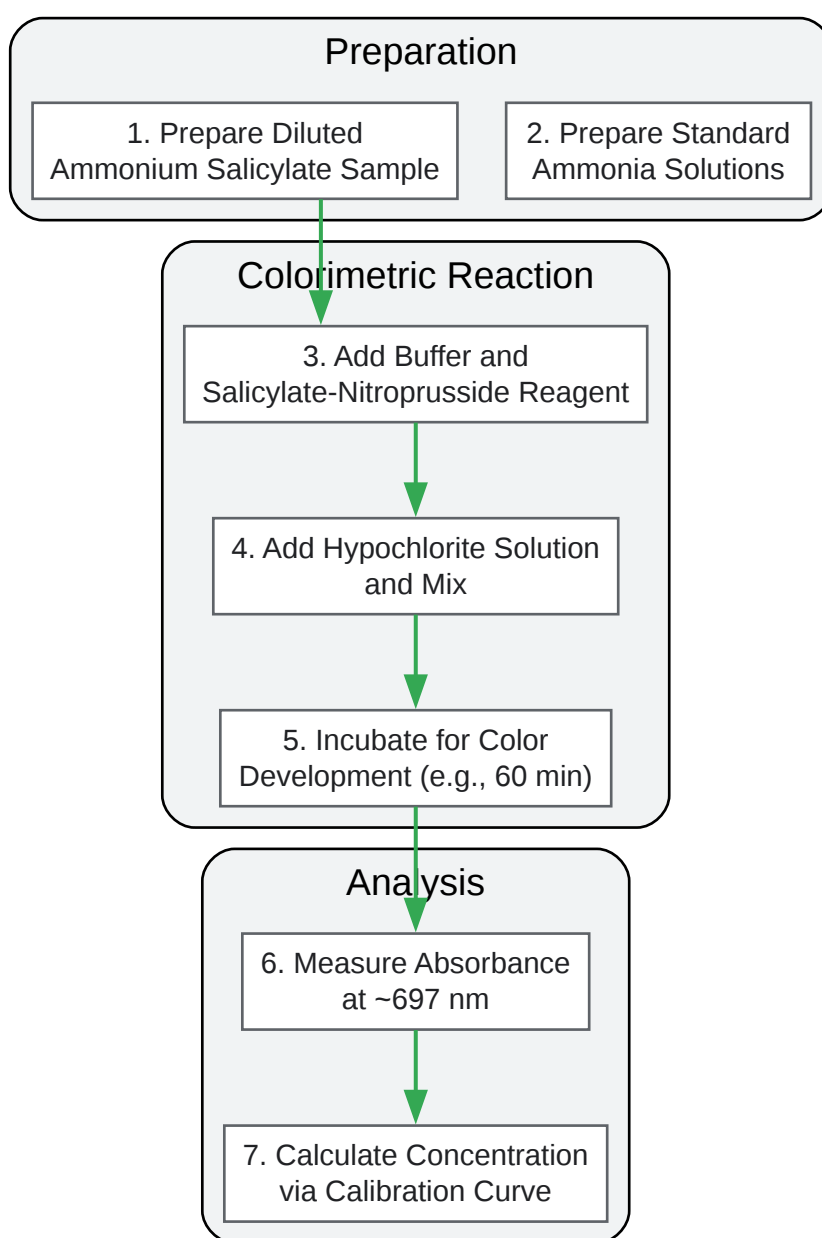 Preparation
1. Prepare Diluted
Ammonium Salicylate Sample
2. Prepare Standard
Ammonia Solutions
Colorimetric Reaction
3. Add Buffer and
Salicylate-Nitroprusside Reagent
4. Add Hypochlorite Solution
and Mix
5. Incubate for Color
Development (e.g., 60 min)
Analysis
6. Measure Absorbance
at ~697 nm
7. Calculate Concentration
via Calibration Curve